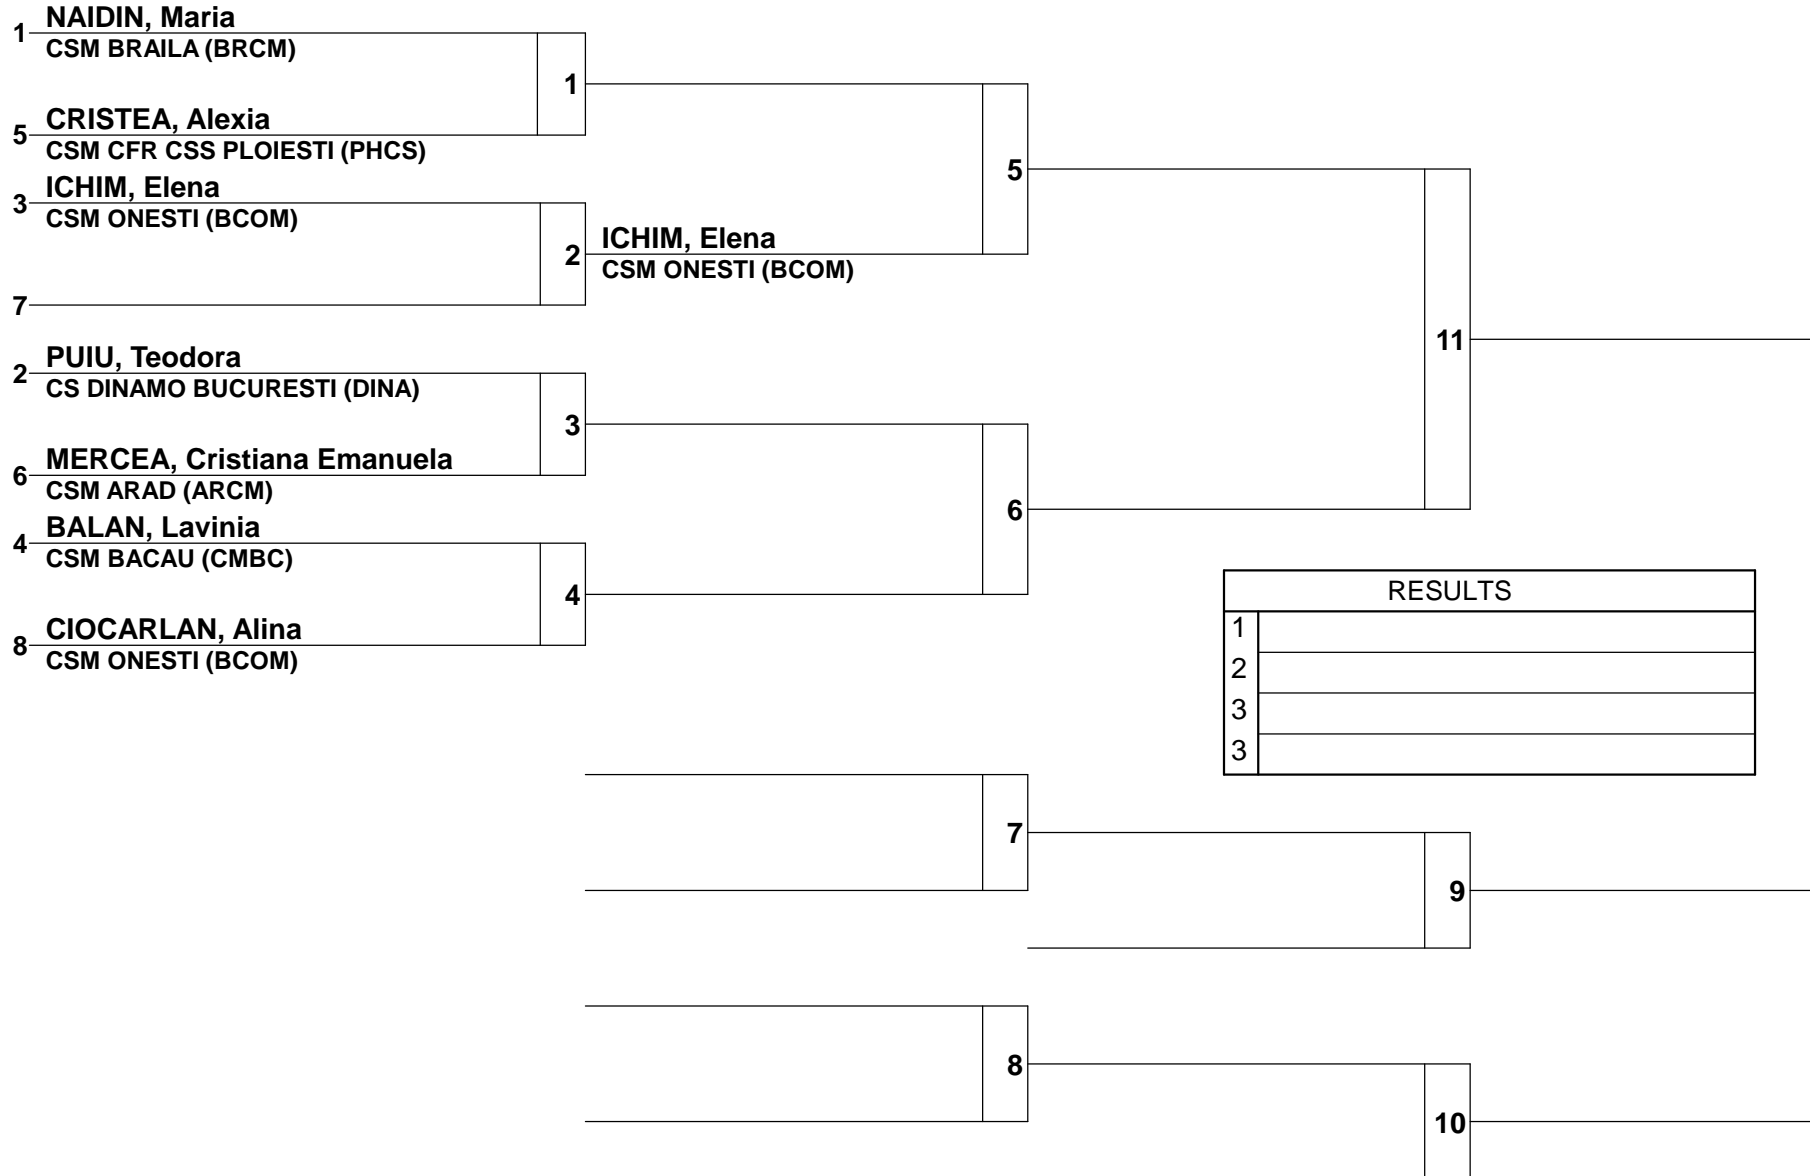 1 NAIDIN, Maria
CSM BRAILA (BRCM)
1
5 CRISTEA, Alexia
CSM CFR CSS PLOIESTI (PHCS)
5
3 ICHIM, Elena
CSM ONESTI (BCOM)
2 ICHIM, Elena
CSM ONESTI (BCOM)
7
11
2 PUIU, Teodora
CS DINAMO BUCURESTI (DINA)
3
6 MERCEA, Cristiana Emanuela
CSM ARAD (ARCM)
6
4 BALAN, Lavinia
CSM BACAU (CMBC)
4
8 CIOCARLAN, Alina
CSM ONESTI (BCOM)
RESULTS
1
2
3
3
7
9
8
10